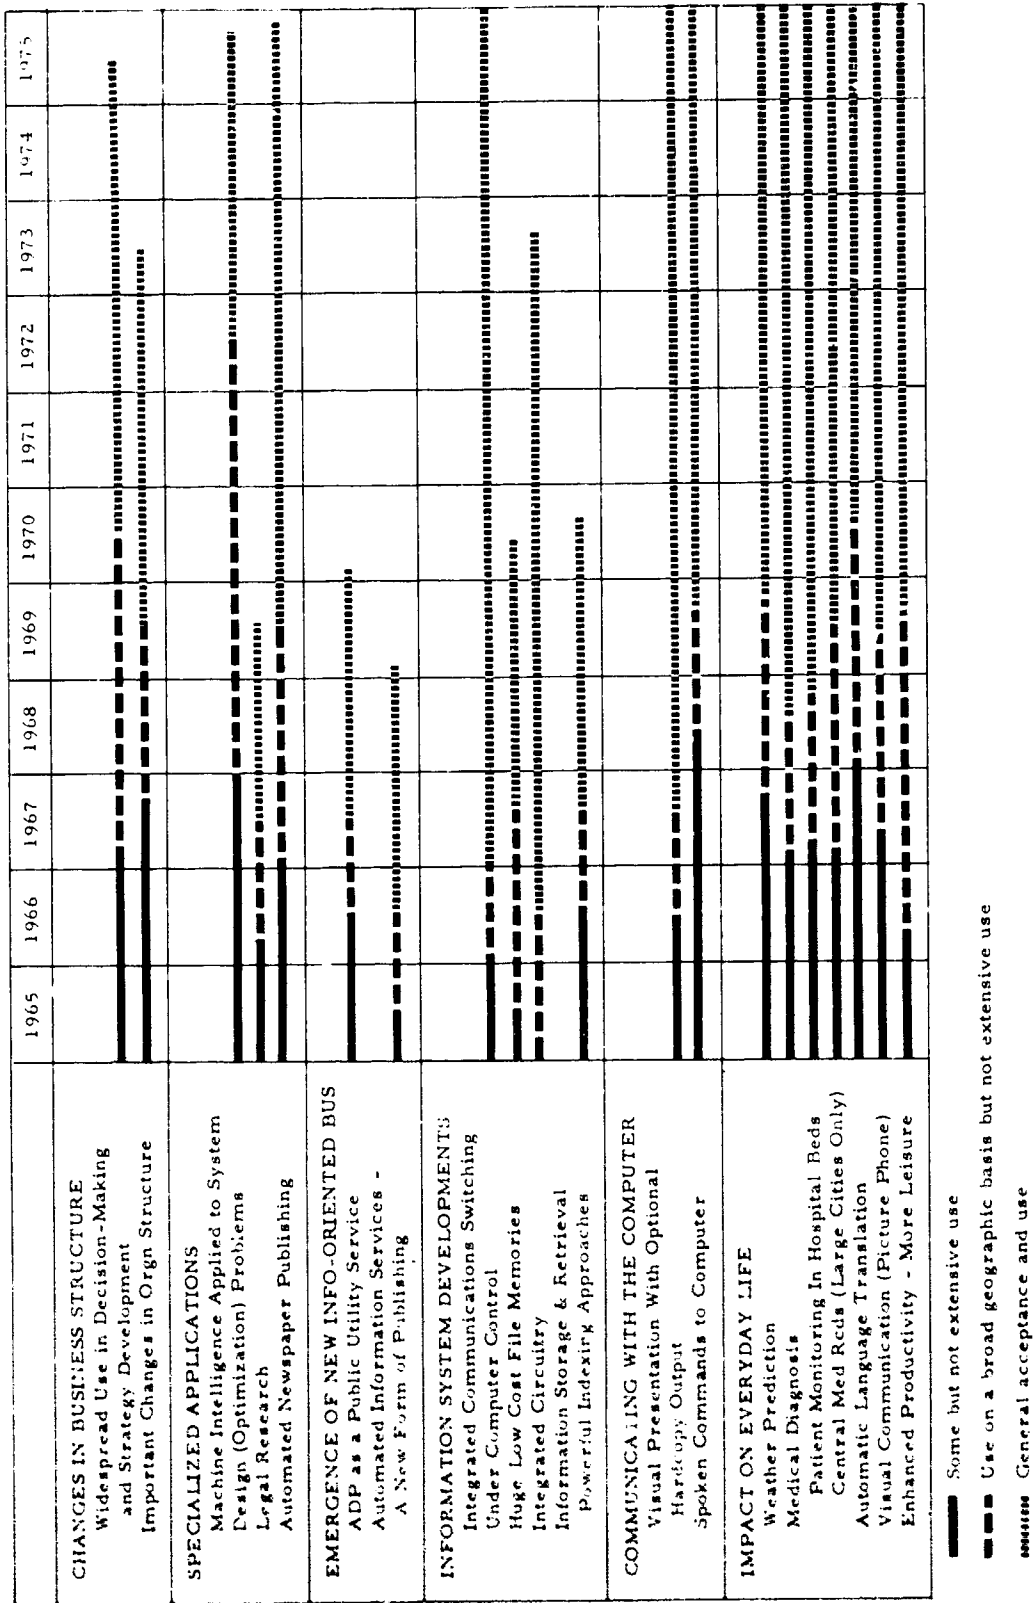 1965 1966 1967 1968 1969 1970 1971 1972 1973 1974 1975
CHANGES IN BUSINESS STRUCTURE
Widespread Use in Decision-Making
and Strategy Development
Important Changes in Orgn Structure
SPECIALIZED APPLICATIONS
Machine Intelligence Applied to System
Design (Optimization) Problems
Legal Research
Automated Newspaper Publishing
EMERGENCE OF NEW INFO-ORIENTED BUS
ADP as a Public Utility Service
Automated Information Services -
A New Form of Publishing
INFORMATION SYSTEM DEVELOPMENTS
Integrated Communications Switching
Under Computer Control
Huge Low Cost File Memories
Integrated Circuitry
Information Storage & Retrieval
Powerful Indexing Approaches
COMMUNICATING WITH THE COMPUTER
Visual Presentation With Optional
Hardcopy Output
Spoken Commands to Computer
IMPACT ON EVERYDAY LIFE
Weather Prediction
Medical Diagnosis
Patient Monitoring In Hospital Beds
Central Med Rcds (Large Cities Only)
Automatic Language Translation
Visual Communication (Picture Phone)
Enhanced Productivity - More Leisure
Some but not extensive use
Use on a broad geographic basis but not extensive use
General acceptance and use